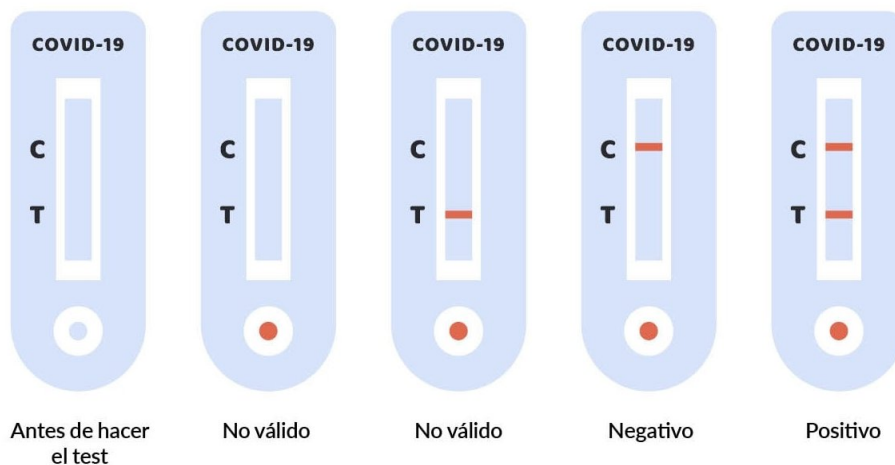 COVID-19 COVID-19 COVID-19 COVID-19 COVID-19
C C C C C
T T T T T
Antes de hacer No válido No válido Negativo Positivo
el test